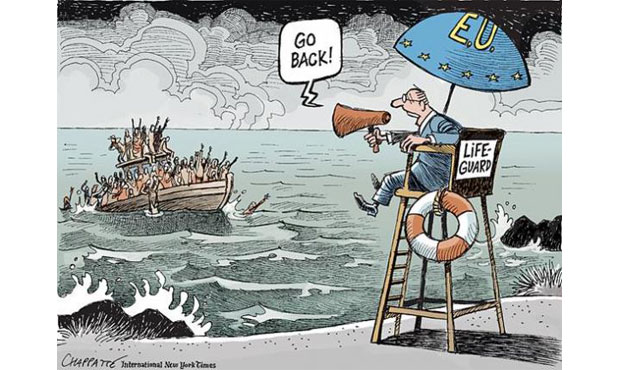 GO
BACK!
E.U.
LIFE-
GUARD
CHAPPATTE
International New York Times